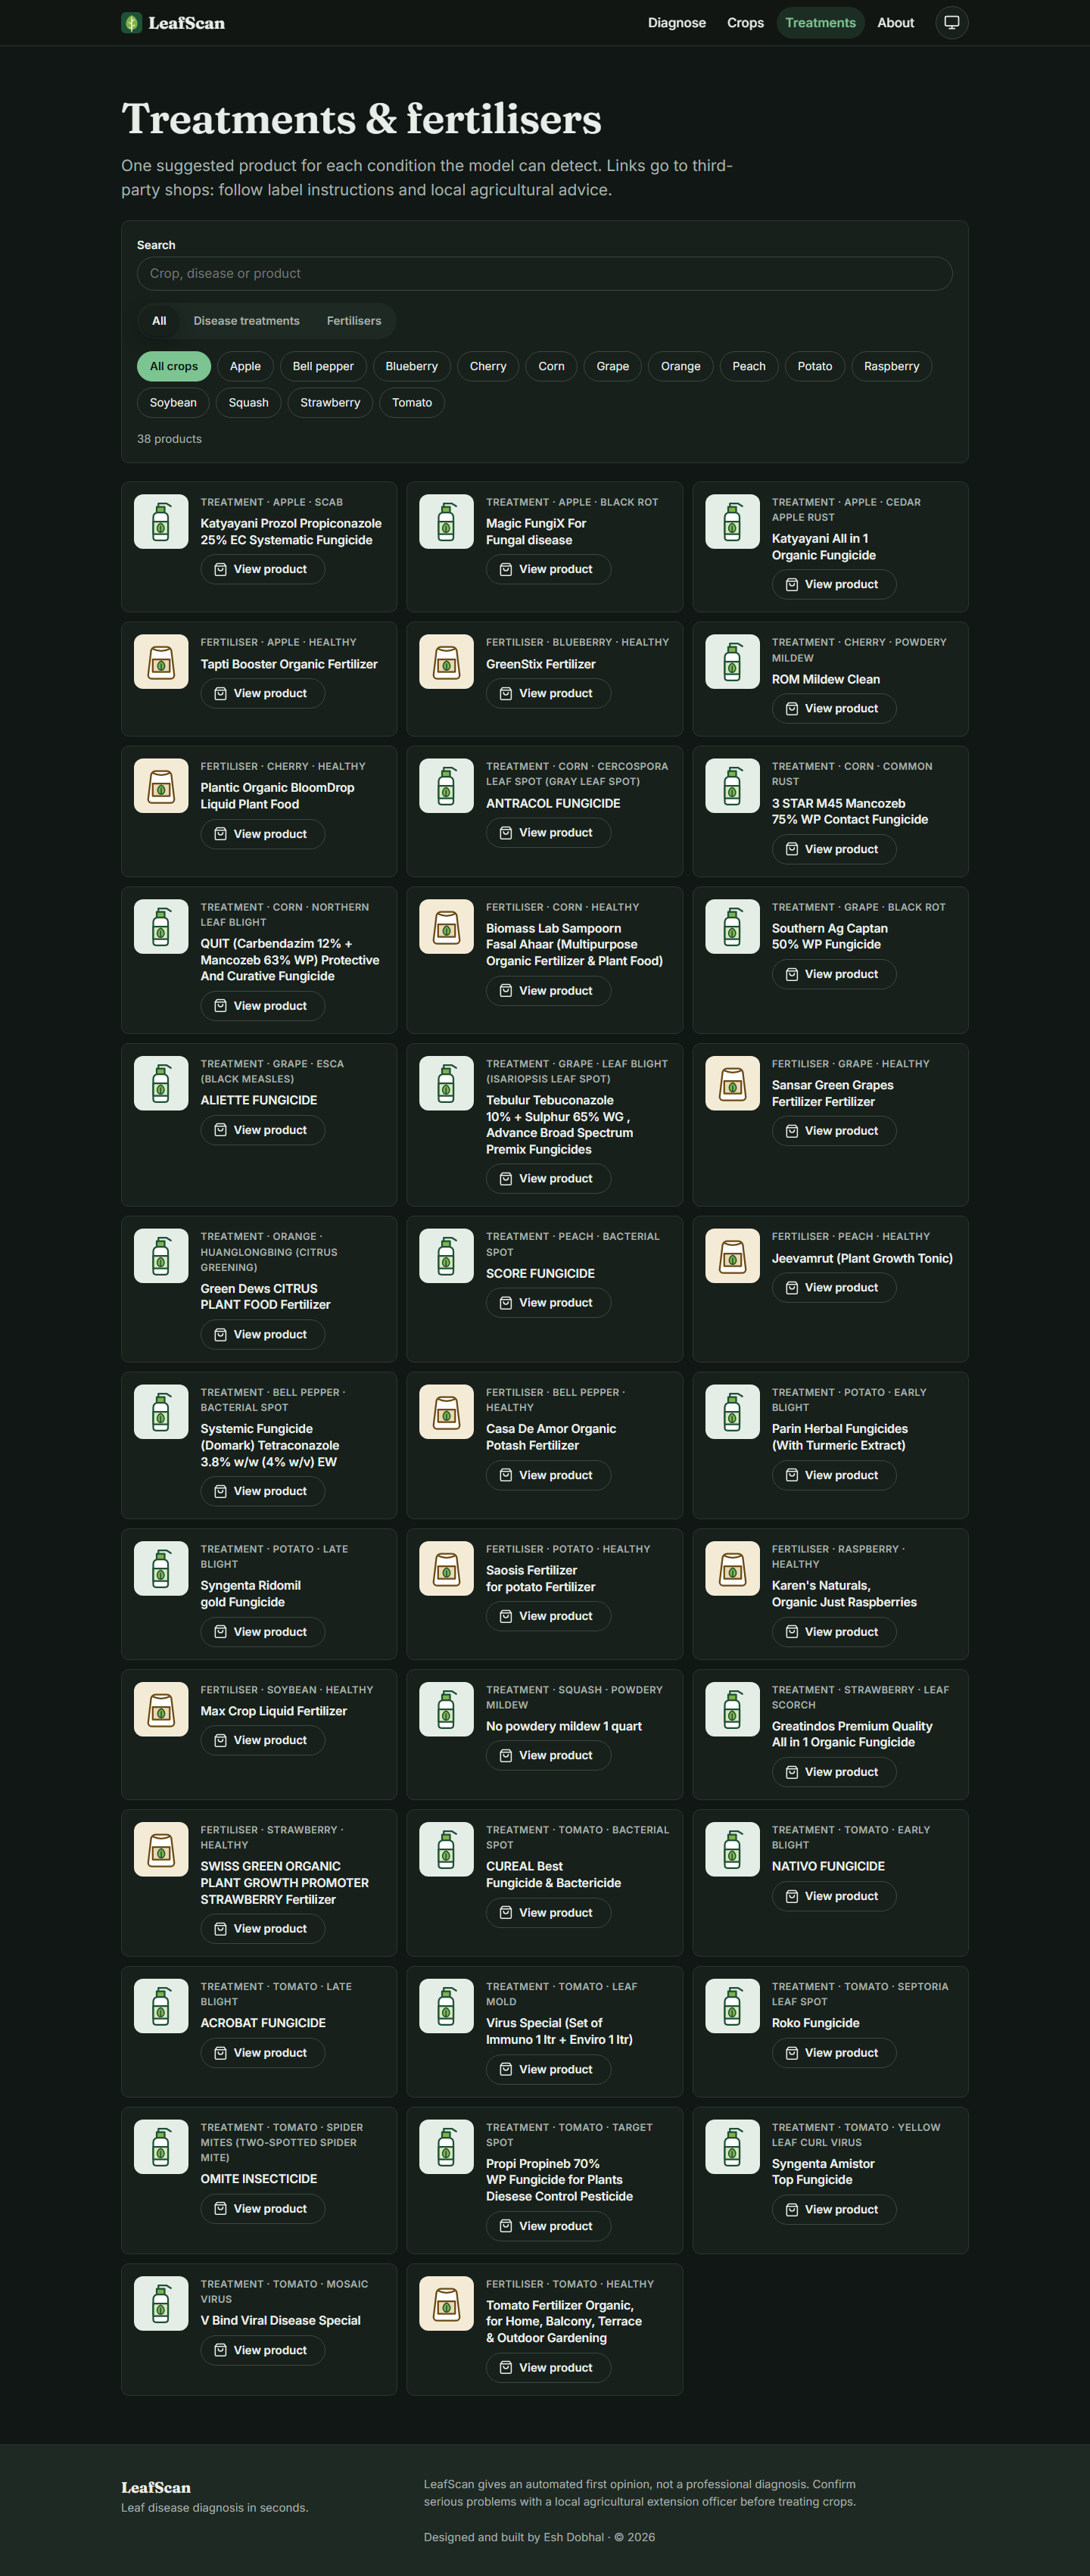 LeafScan
Diagnose
Crops
Treatments
About
Treatments & fertilisers
One suggested product for each condition the model can detect. Links go to third-
party shops: follow label instructions and local agricultural advice.
Search
Crop, disease or product
All
Disease treatments
Fertilisers
All crops
Apple
Bell pepper
Blueberry
Cherry
Corn
Grape
Orange
Peach
Potato
Raspberry
Soybean
Squash
Strawberry
Tomato
38 products
TREATMENT · APPLE · SCAB
Katyayani Prozol Propiconazole
25% EC Systematic Fungicide
View product
TREATMENT · APPLE · BLACK ROT
Magic FungiX For
Fungal disease
View product
TREATMENT · APPLE · CEDAR
APPLE RUST
Katyayani All in 1
Organic Fungicide
View product
FERTILISER · APPLE · HEALTHY
Tapti Booster Organic Fertilizer
View product
FERTILISER · BLUEBERRY · HEALTHY
GreenStix Fertilizer
View product
TREATMENT · CHERRY · POWDERY
MILDEW
ROM Mildew Clean
View product
FERTILISER · CHERRY · HEALTHY
Plantic Organic BloomDrop
Liquid Plant Food
View product
TREATMENT · CORN · CERCOSPORA
LEAF SPOT (GRAY LEAF SPOT)
ANTRACOL FUNGICIDE
View product
TREATMENT · CORN · COMMON
RUST
3 STAR M45 Mancozeb
75% WP Contact Fungicide
View product
TREATMENT · CORN · NORTHERN
LEAF BLIGHT
QUIT (Carbendazim 12% +
Mancozeb 63% WP) Protective
And Curative Fungicide
View product
FERTILISER · CORN · HEALTHY
Biomass Lab Sampoorn
Fasal Ahaar (Multipurpose
Organic Fertilizer & Plant Food)
View product
TREATMENT · GRAPE · BLACK ROT
Southern Ag Captan
50% WP Fungicide
View product
TREATMENT · GRAPE · ESCA
(BLACK MEASLES)
ALIETTE FUNGICIDE
View product
TREATMENT · GRAPE · LEAF BLIGHT
(ISARIOPSIS LEAF SPOT)
Tebulur Tebuconazole
10% + Sulphur 65% WG ,
Advance Broad Spectrum
Premix Fungicides
View product
FERTILISER · GRAPE · HEALTHY
Sansar Green Grapes
Fertilizer Fertilizer
View product
TREATMENT · ORANGE ·
HUANGLONGBING (CITRUS
GREENING)
Green Dews CITRUS
PLANT FOOD Fertilizer
View product
TREATMENT · PEACH · BACTERIAL
SPOT
SCORE FUNGICIDE
View product
FERTILISER · PEACH · HEALTHY
Jeevamrut (Plant Growth Tonic)
View product
TREATMENT · BELL PEPPER ·
BACTERIAL SPOT
Systemic Fungicide
(Domark) Tetraconazole
3.8% w/w (4% w/v) EW
View product
FERTILISER · BELL PEPPER ·
HEALTHY
Casa De Amor Organic
Potash Fertilizer
View product
TREATMENT · POTATO · EARLY
BLIGHT
Parin Herbal Fungicides
(With Turmeric Extract)
View product
TREATMENT · POTATO · LATE
BLIGHT
Syngenta Ridomil
gold Fungicide
View product
FERTILISER · POTATO · HEALTHY
Saosis Fertilizer
for potato Fertilizer
View product
FERTILISER · RASPBERRY ·
HEALTHY
Karen's Naturals,
Organic Just Raspberries
View product
FERTILISER · SOYBEAN · HEALTHY
Max Crop Liquid Fertilizer
View product
TREATMENT · SQUASH · POWDERY
MILDEW
No powdery mildew 1 quart
View product
TREATMENT · STRAWBERRY · LEAF
SCORCH
Greatindos Premium Quality
All in 1 Organic Fungicide
View product
FERTILISER · STRAWBERRY ·
HEALTHY
SWISS GREEN ORGANIC
PLANT GROWTH PROMOTER
STRAWBERRY Fertilizer
View product
TREATMENT · TOMATO · BACTERIAL
SPOT
CUREAL Best
Fungicide & Bactericide
View product
TREATMENT · TOMATO · EARLY
BLIGHT
NATIVO FUNGICIDE
View product
TREATMENT · TOMATO · LATE
BLIGHT
ACROBAT FUNGICIDE
View product
TREATMENT · TOMATO · LEAF
MOLD
Virus Special (Set of
Immuno 1 ltr + Enviro 1 ltr)
View product
TREATMENT · TOMATO · SEPTORIA
LEAF SPOT
Roko Fungicide
View product
TREATMENT · TOMATO · SPIDER
MITES (TWO-SPOTTED SPIDER
MITE)
OMITE INSECTICIDE
View product
TREATMENT · TOMATO · TARGET
SPOT
Propi Propineb 70%
WP Fungicide for Plants
Diesese Control Pesticide
View product
TREATMENT · TOMATO · YELLOW
LEAF CURL VIRUS
Syngenta Amistor
Top Fungicide
View product
TREATMENT · TOMATO · MOSAIC
VIRUS
V Bind Viral Disease Special
View product
FERTILISER · TOMATO · HEALTHY
Tomato Fertilizer Organic,
for Home, Balcony, Terrace
& Outdoor Gardening
View product
LeafScan
Leaf disease diagnosis in seconds.
LeafScan gives an automated first opinion, not a professional diagnosis. Confirm
serious problems with a local agricultural extension officer before treating crops.
Designed and built by Esh Dobhal · © 2026